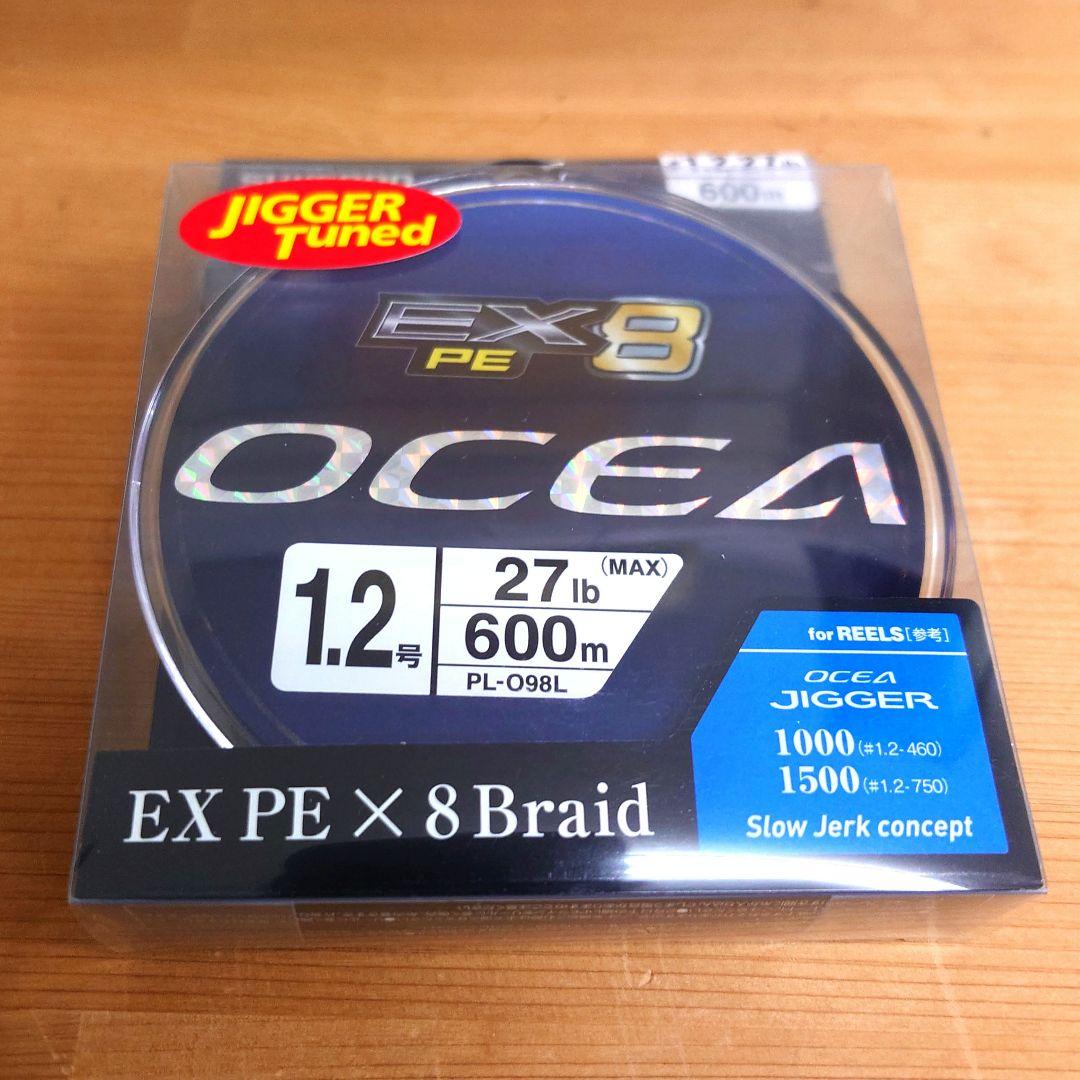 JIGGER
Tuned
600m
EX8
PE
OCEA
1.2号
27lb (MAX)
600m
PL-O98L
for REELS[参考]
OCEA
JIGGER
1000(#1.2-460)
1500(#1.2-750)
Slow Jerk concept
EX PE × 8 Braid